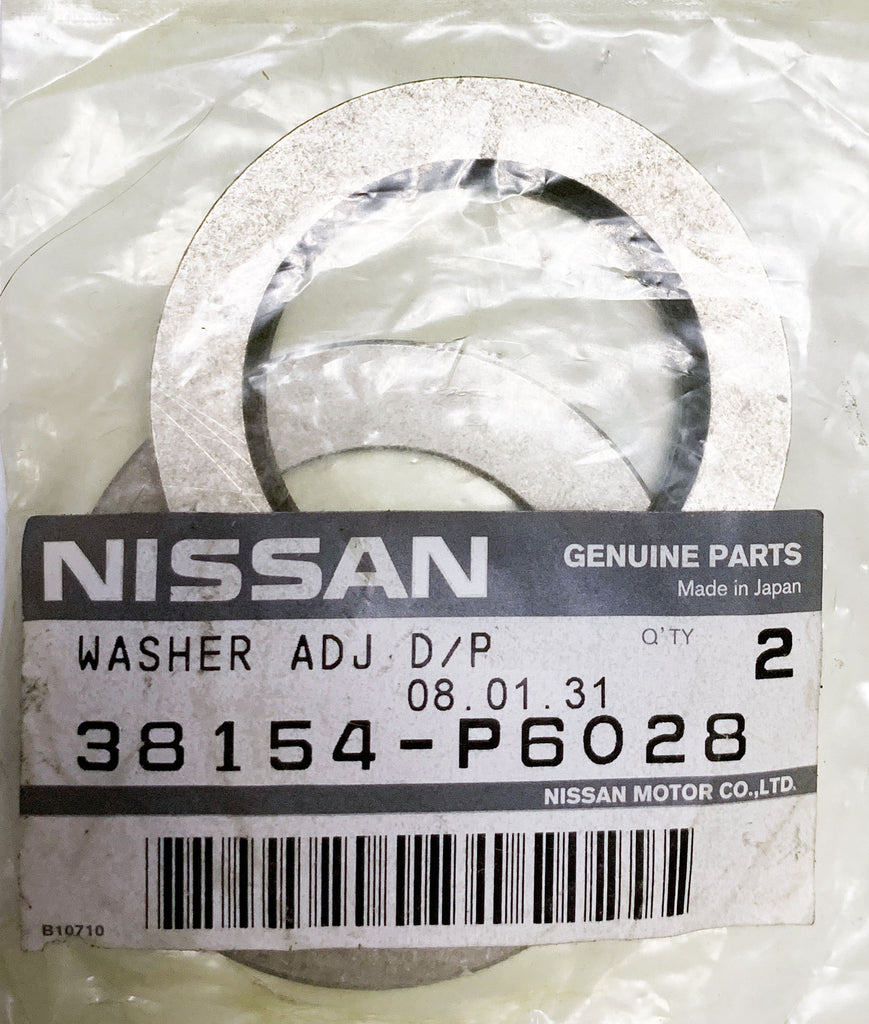 NISSAN
GENUINE PARTS
Made in Japan
WASHER ADJ D/P
Q'TY 2
08.01.31
38154-P6028
NISSAN MOTOR CO.,LTD.
B10710